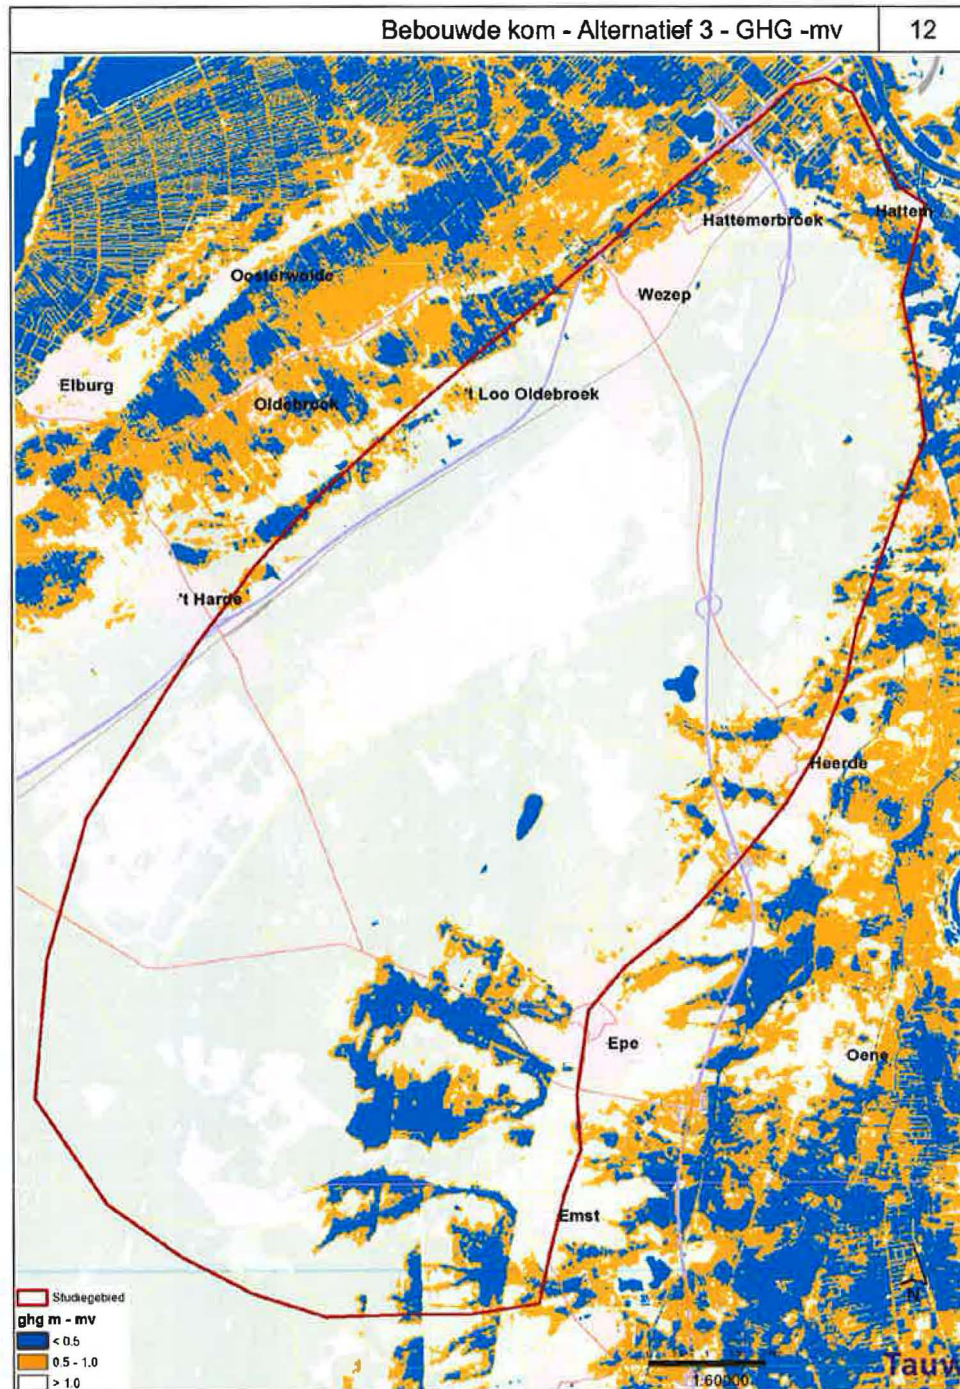 Bebouwde kom - Alternatief 3 - GHG -mv
12
Hattem
Hattemerbroek
Oosterwolde
Wezep
Elburg
Oldebroek
't Loo Oldebroek
't Harde
Heerde
Epe
Oene
Emst
Studiegebied
ghg m - mv
< 0.5
0.5 - 1.0
> 1.0
N
1:60000
Tauw